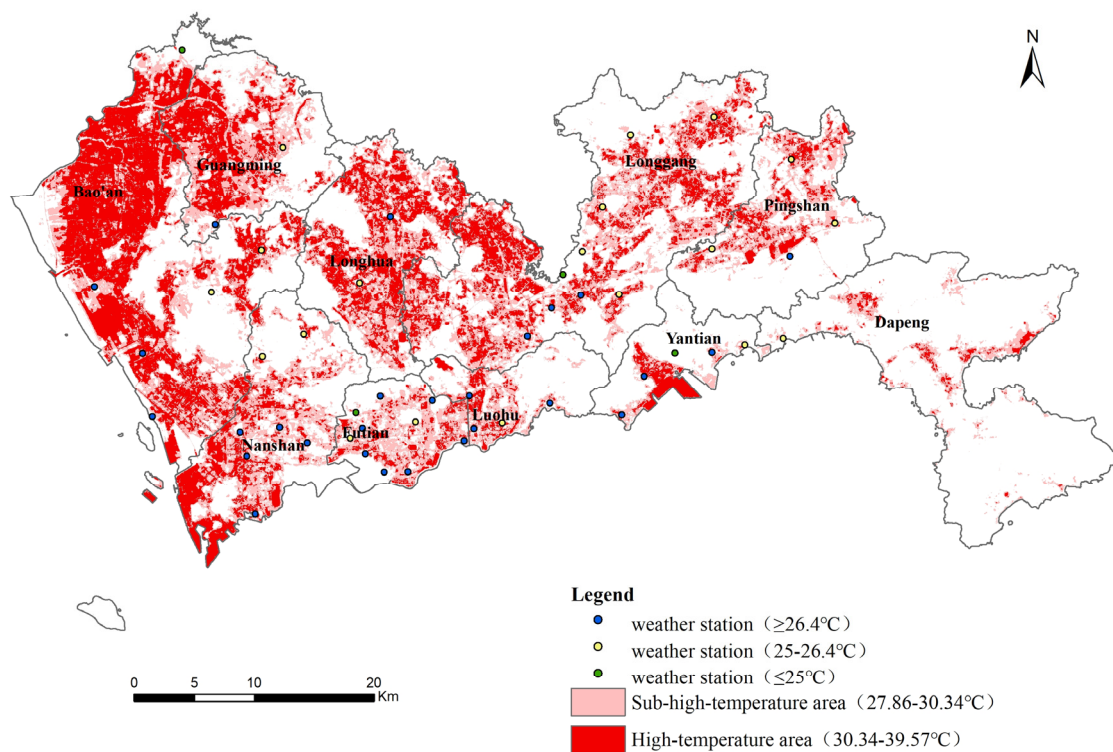 N
Guangming
Bao'an
Longgang
Pingshan
Longhua
Dapeng
Yantian
Luohu
Futian
Nanshan
Legend
weather station（≥26.4℃）
weather station（25-26.4℃）
weather station（≤25℃）
Sub-high-temperature area（27.86-30.34℃）
High-temperature area（30.34-39.57℃）
0 5 10 20
Km